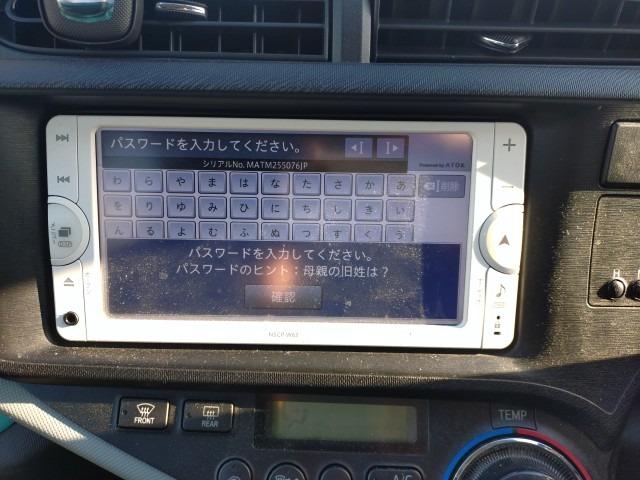 パスワードを入力してください。
シリアルNo. MATM255076JP
Powered by ATOK
わ ら や ま は な た さ か あ
削除
を り ゆ み ひ に ち し き い
ん る よ む ふ ぬ つ す く う
パスワードを入力してください。
パスワードのヒント：母親の旧姓は？
確認
NSCP-W62
FRONT
REAR
TEMP
A/C
H